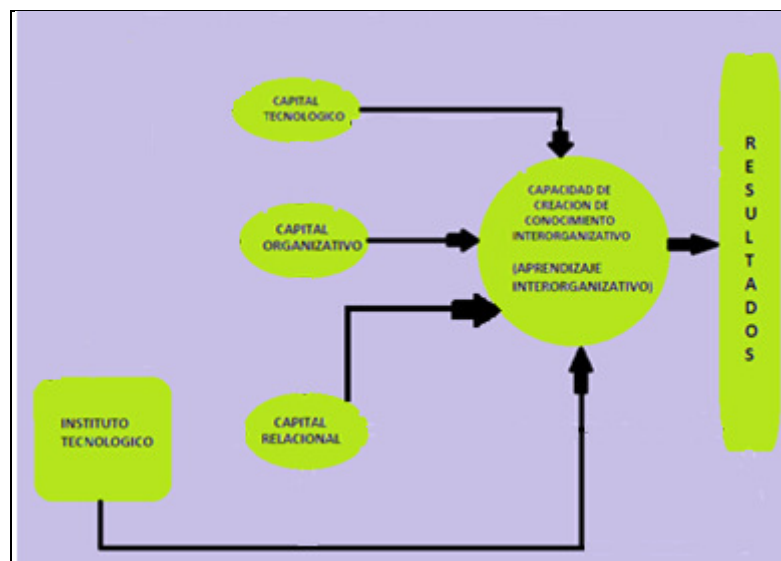 CAPITAL
TECNOLOGICO
CAPITAL
ORGANIZATIVO
CAPITAL
RELACIONAL
INSTITUTO
TECNOLOGICO
CAPACIDAD DE
CREACION DE
CONOCIMIENTO
INTERORGANIZATIVO
(APRENDIZAJE
INTERORGANIZATIVO)
R
E
S
U
L
T
A
D
O
S